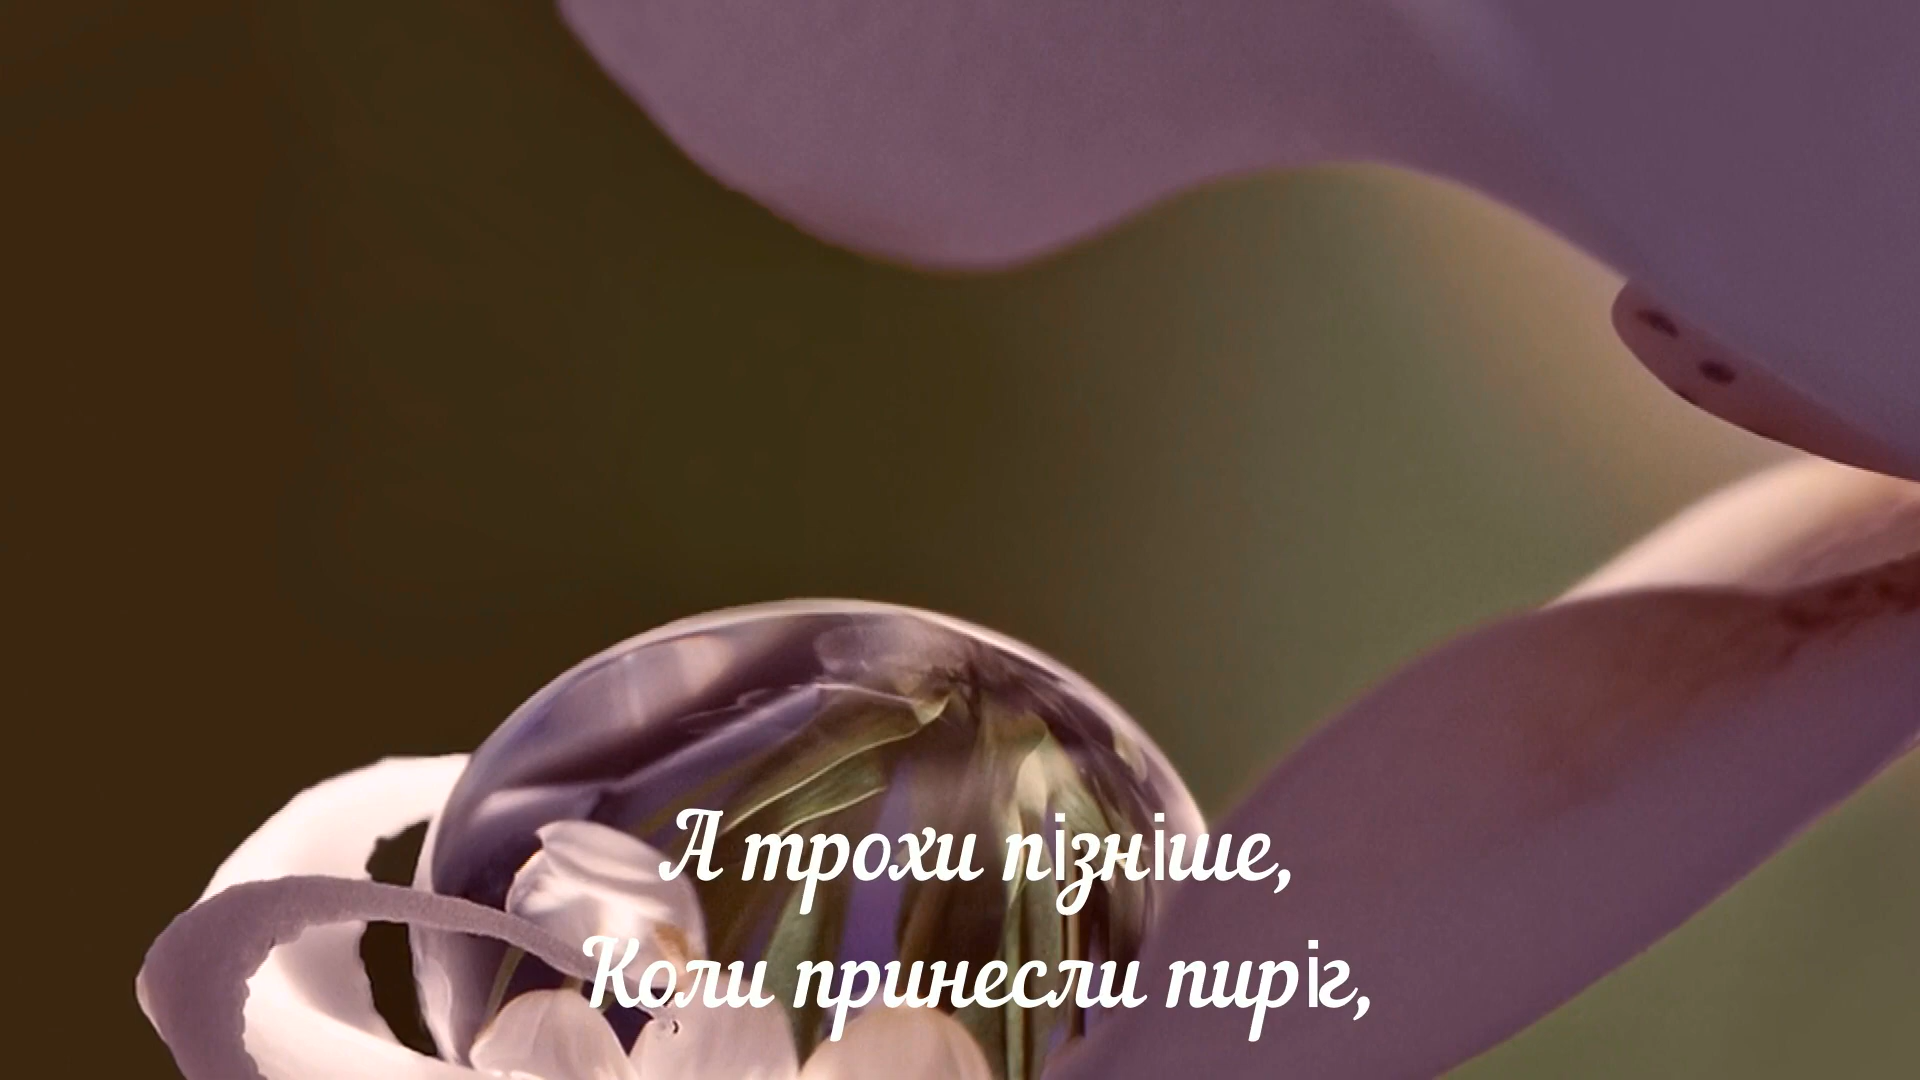 А трохи пізніше,
Коли принесли пиріг,